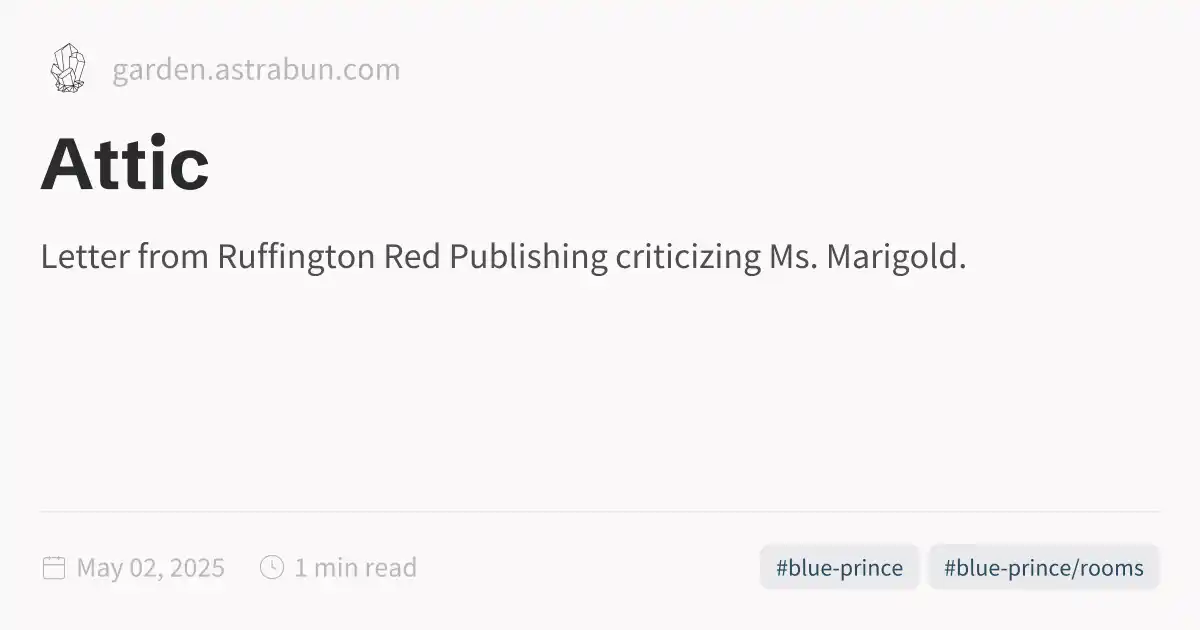 garden.astrabun.com
Attic
Letter from Ruffington Red Publishing criticizing Ms. Marigold.
May 02, 2025
1 min read
#blue-prince
#blue-prince/rooms